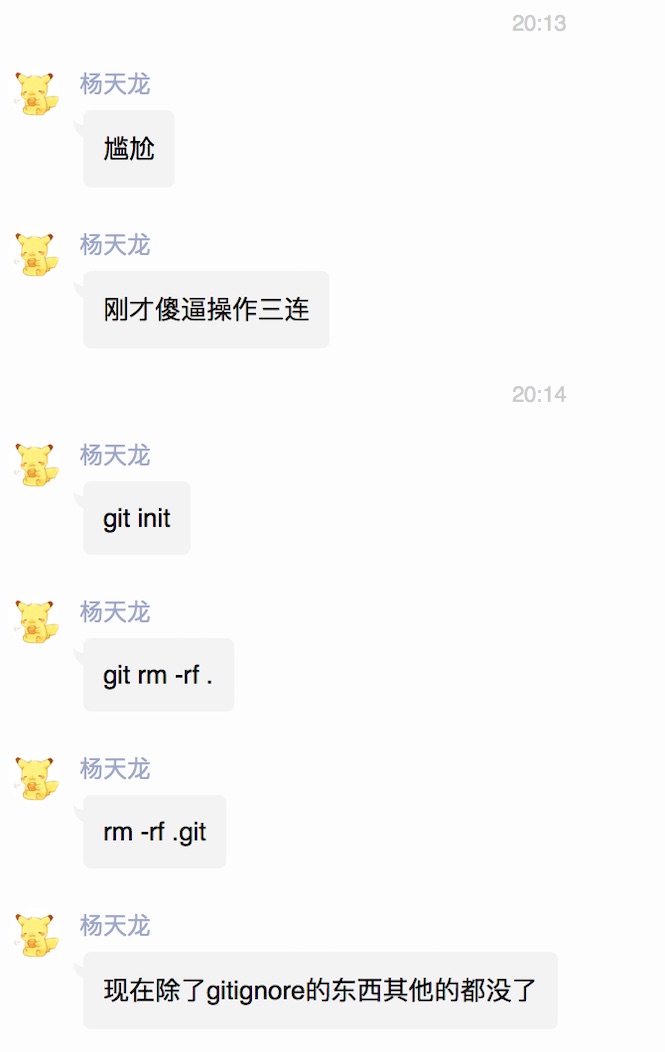 20:13
杨天龙
尴尬
杨天龙
刚才傻逼操作三连
20:14
杨天龙
git init
杨天龙
git rm -rf .
杨天龙
rm -rf .git
杨天龙
现在除了gitignore的东西其他的都没了